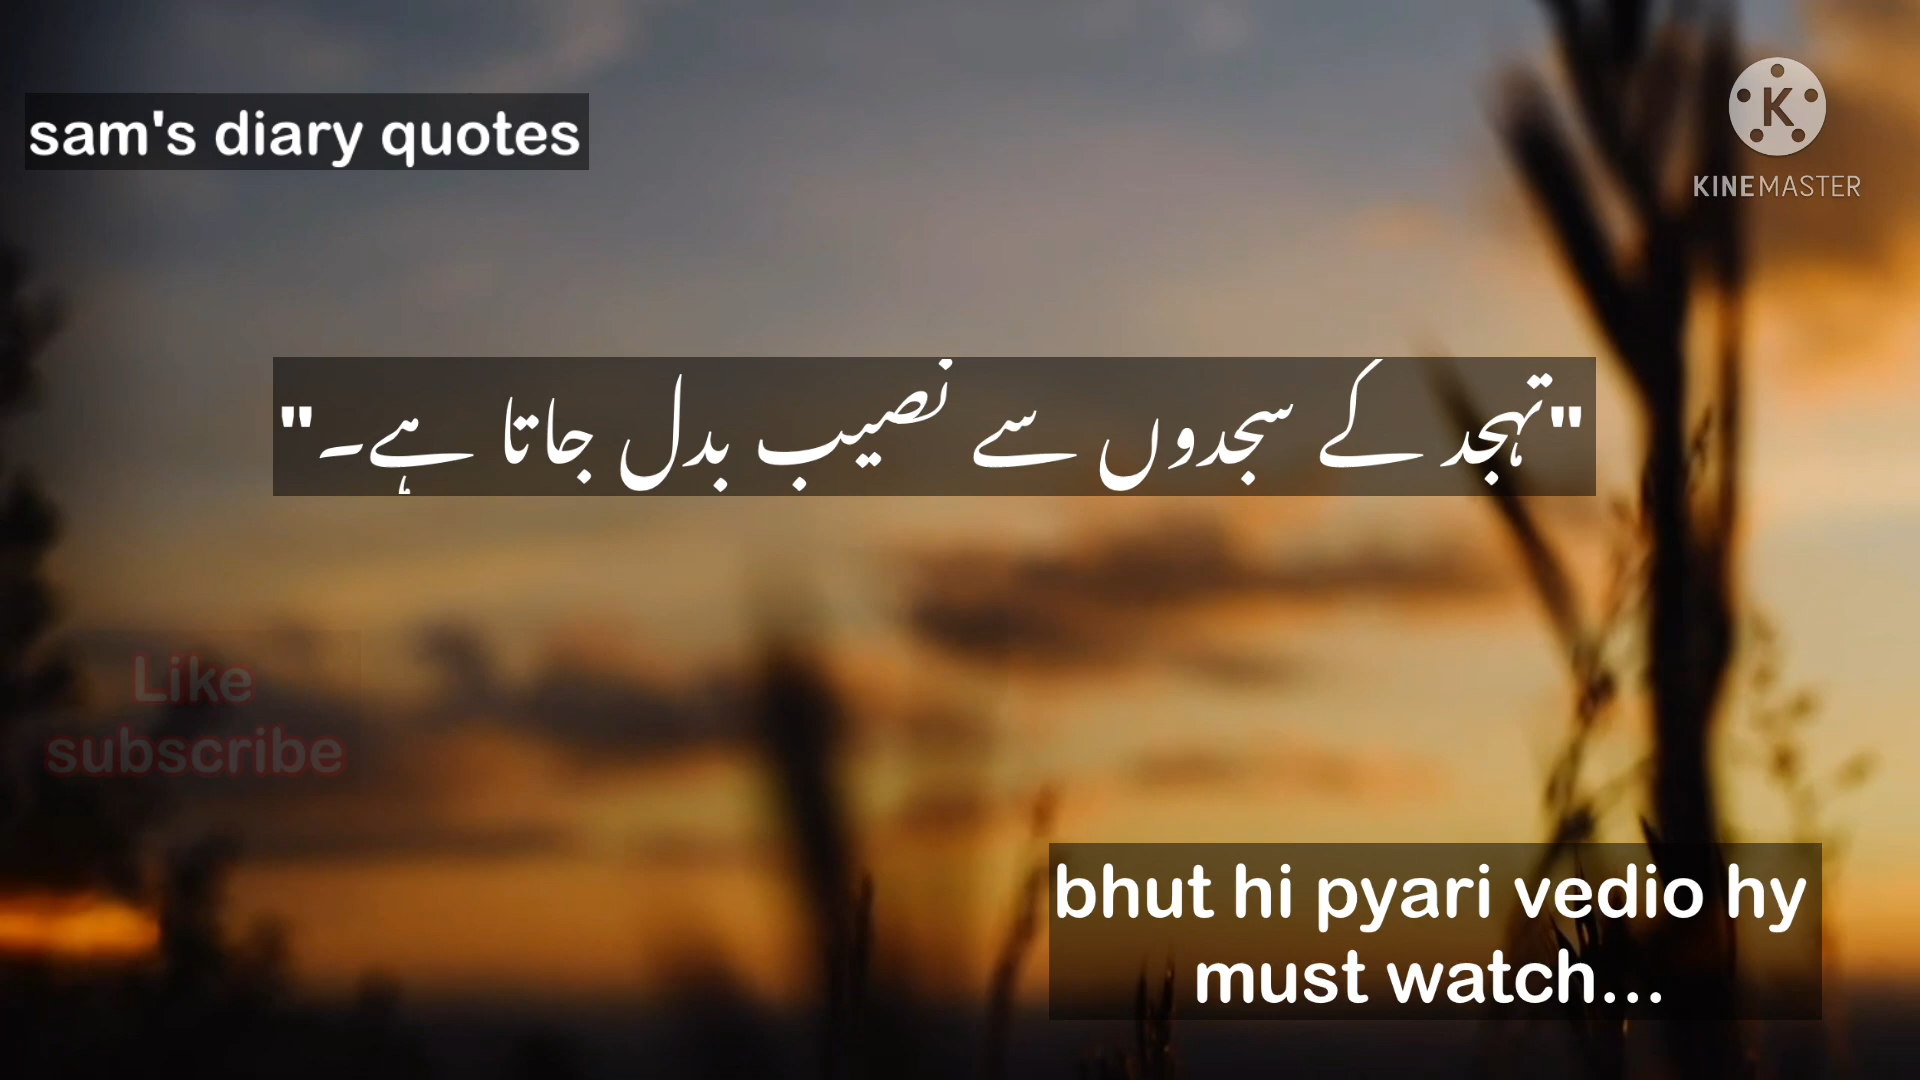 sam's diary quotes
K
KINEMASTER
"تہجد کے سجدوں سے نصیب بدل جاتا ہے۔"
Like
subscribe
bhut hi pyari vedio hy
must watch...